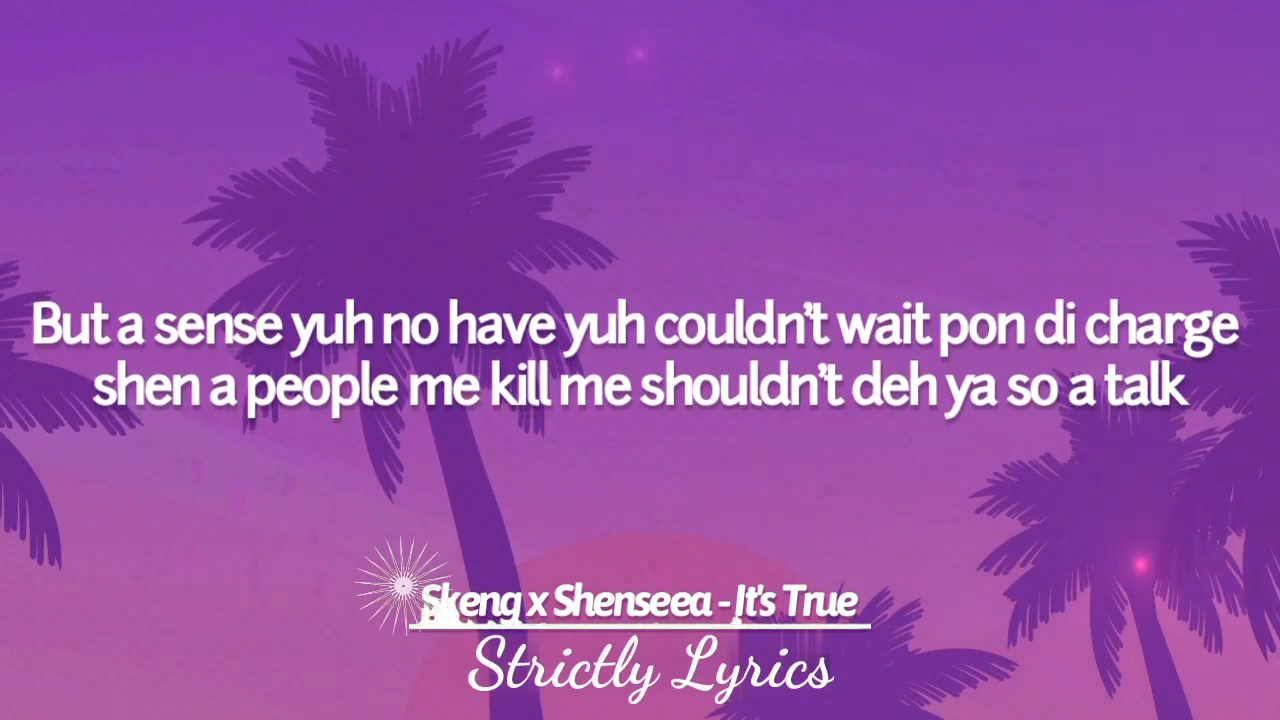 But a sense yuh no have yuh couldn't wait pon di charge
shen a people me kill me shouldn't deh ya so a talk
Skeng x Shenseea - It's True
Strictly Lyrics